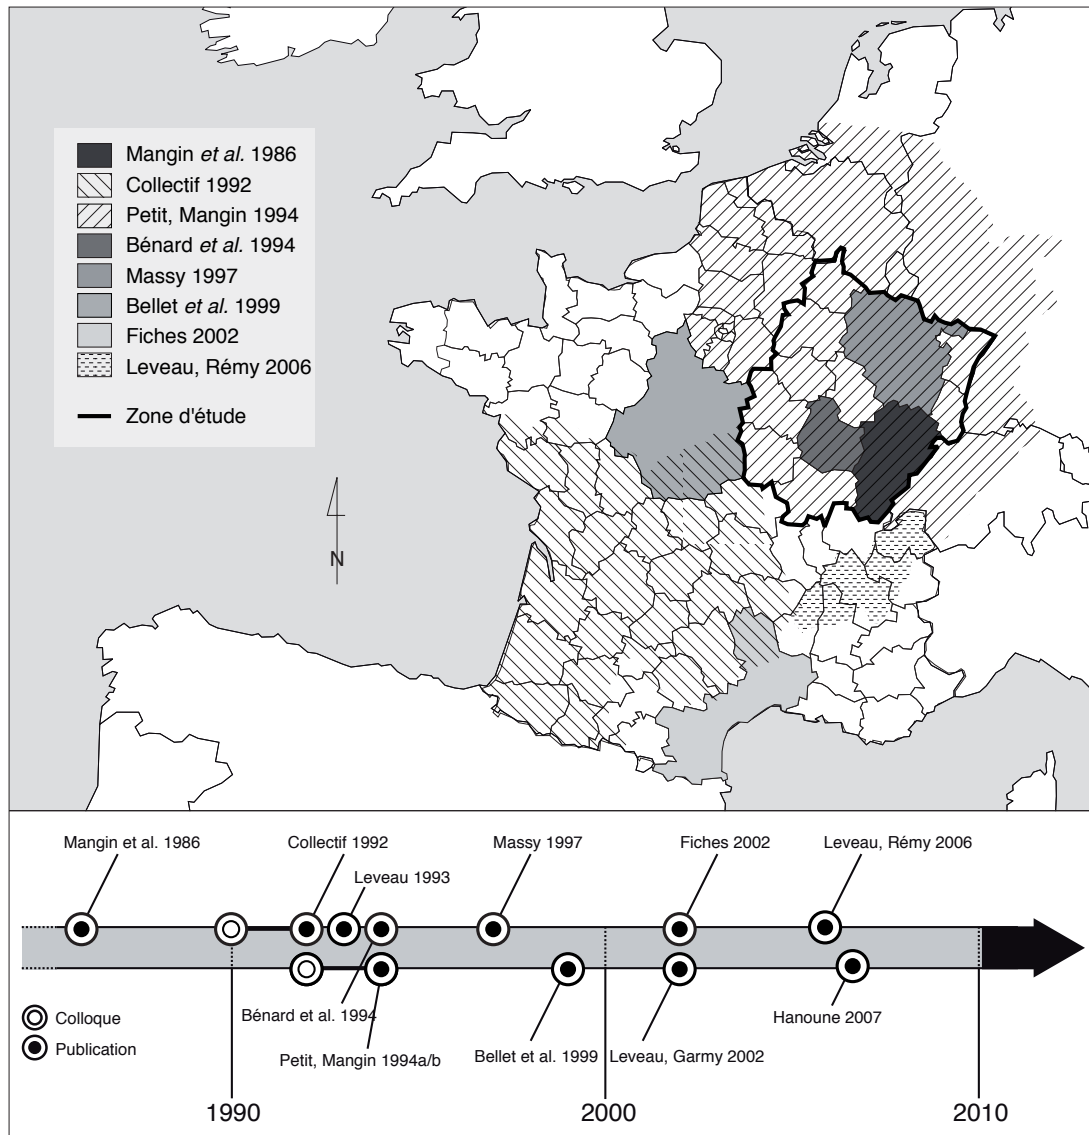 Mangin et al. 1986
Collectif 1992
Petit, Mangin 1994
Bénard et al. 1994
Massy 1997
Bellet et al. 1999
Fiches 2002
Leveau, Rémy 2006
Zone d'étude
N
Mangin et al. 1986
Collectif 1992
Leveau 1993
Massy 1997
Fiches 2002
Leveau, Rémy 2006
Colloque
Publication
Bénard et al. 1994
Petit, Mangin 1994a/b
Bellet et al. 1999
Leveau, Garmy 2002
Hanoune 2007
1990
2000
2010